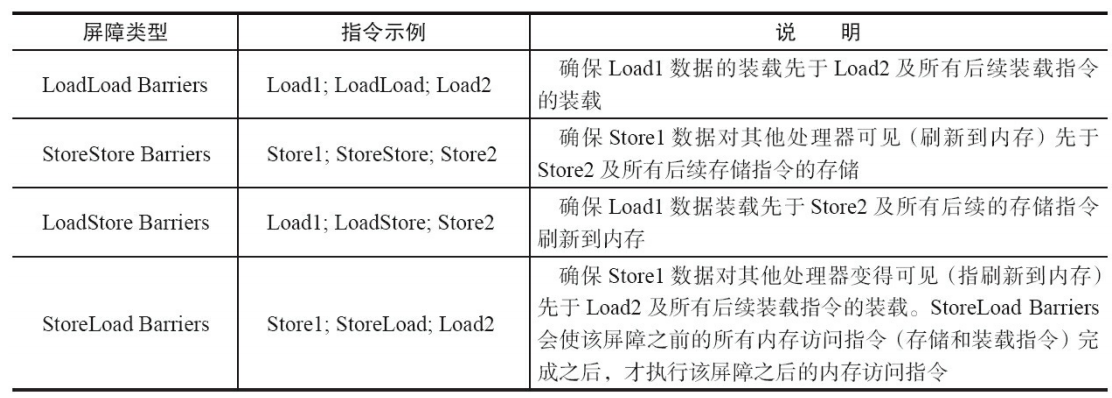 屏障类型 指令示例 说 明
LoadLoad Barriers Load1; LoadLoad; Load2 确保 Load1 数据的装载先于 Load2 及所有后续装载指令
的装载
StoreStore Barriers Store1; StoreStore; Store2 确保 Store1 数据对其他处理器可见（刷新到内存）先于
Store2 及所有后续存储指令的存储
LoadStore Barriers Load1; LoadStore; Store2 确保 Load1 数据装载先于 Store2 及所有后续的存储指令
刷新到内存
StoreLoad Barriers Store1; StoreLoad; Load2 确保 Store1 数据对其他处理器变得可见（指刷新到内存）
先于 Load2 及所有后续装载指令的装载。StoreLoad Barriers
会使该屏障之前的所有内存访问指令（存储和装载指令）完
成之后，才执行该屏障之后的内存访问指令